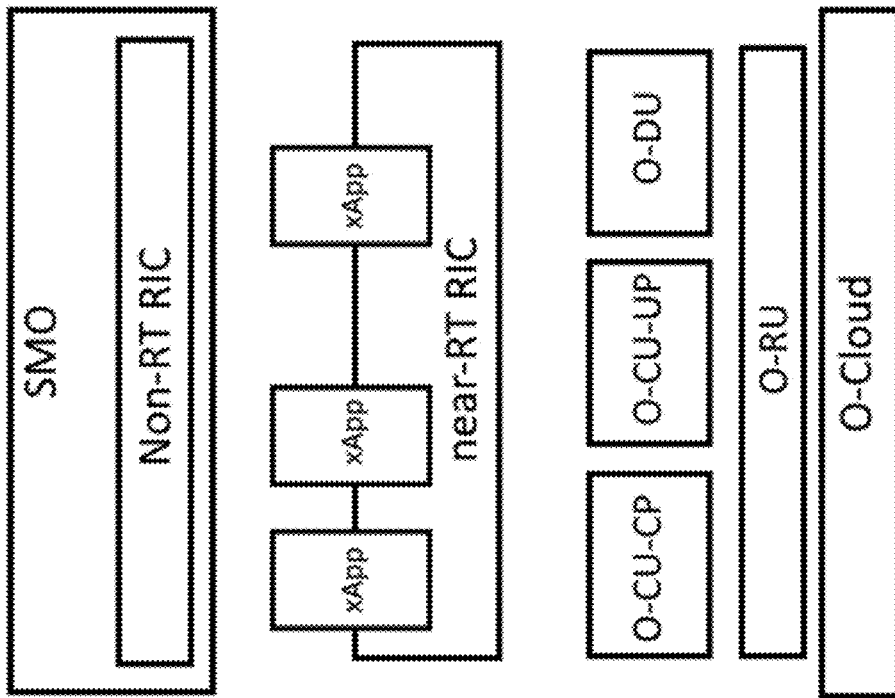 SMO
Non-RT RIC
xApp
xApp
xApp
near-RT RIC
O-CU-CP
O-CU-UP
O-DU
O-RU
O-Cloud